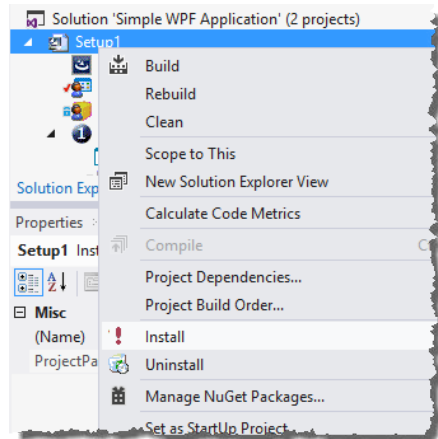 Solution 'Simple WPF Application' (2 projects)
Setup1
Build
Rebuild
Clean
Scope to This
New Solution Explorer View
Calculate Code Metrics
Compile
Project Dependencies...
Project Build Order...
Install
Uninstall
Manage NuGet Packages...
Set as StartUp Project
Solution Exp
Properties
Setup1 Inst
Misc
(Name)
ProjectPa